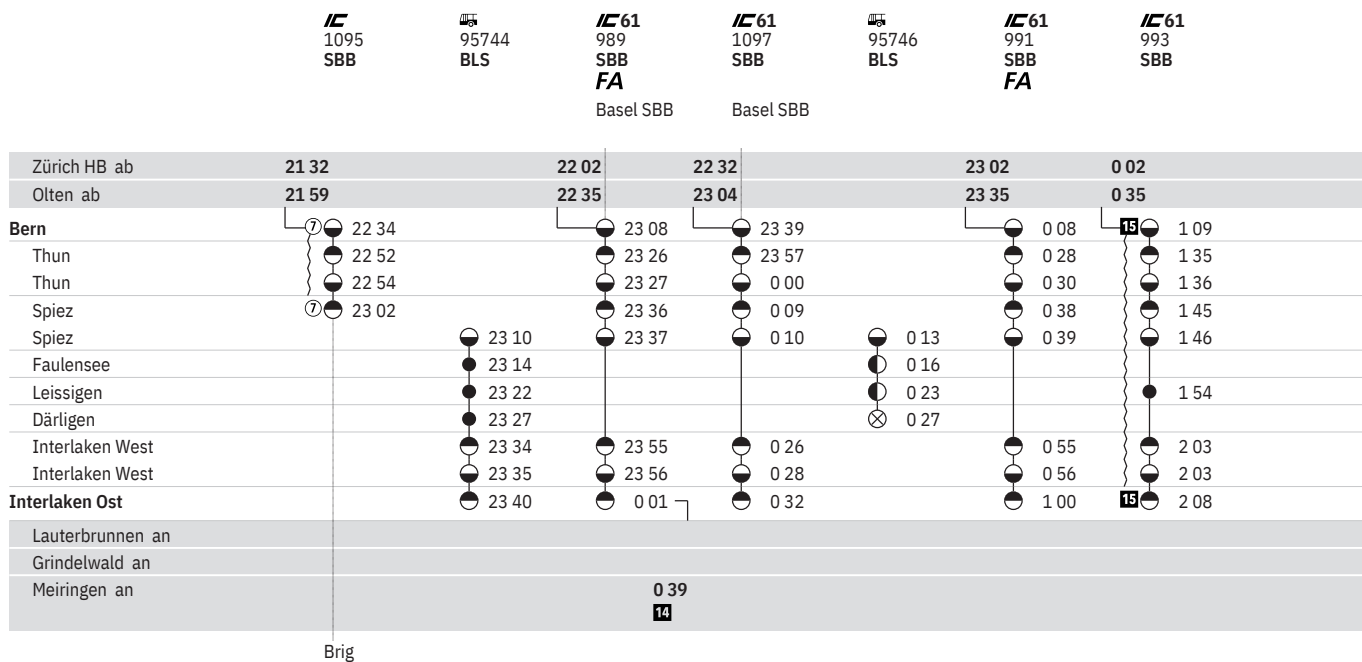 IC IC61 IC61 IC61 IC61
1095 95744 989 1097 95746 991 993
SBB BLS SBB SBB BLS SBB SBB
FA FA
Basel SBB Basel SBB
Zürich HB ab 21 32 22 02 22 32 23 02 0 02
Olten ab 21 59 22 35 23 04 23 35 0 35
Bern 7 22 34 23 08 23 39 0 08 15 1 09
Thun 22 52 23 26 23 57 0 28 1 35
Thun 22 54 23 27 0 00 0 30 1 36
Spiez 7 23 02 23 36 0 09 0 38 1 45
Spiez 23 10 23 37 0 10 0 13 0 39 1 46
Faulensee 23 14 0 16
Leissigen 23 22 0 23 1 54
Därligen 23 27 0 27
Interlaken West 23 34 23 55 0 26 0 55 2 03
Interlaken West 23 35 23 56 0 28 0 56 2 03
Interlaken Ost 23 40 0 01 0 32 1 00 15 2 08
Lauterbrunnen an
Grindelwald an
Meiringen an 0 39
14
Brig